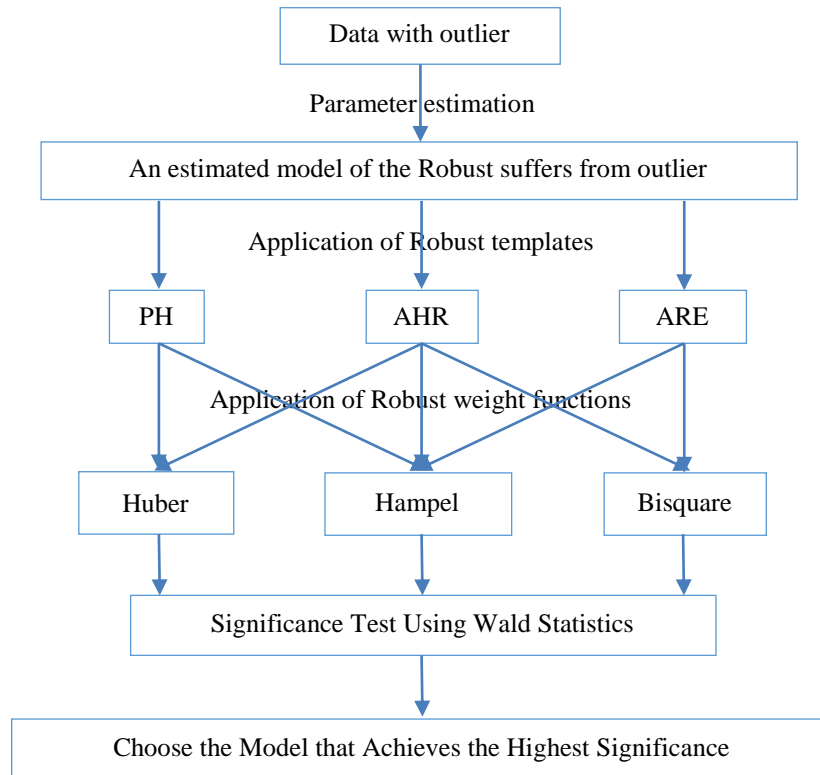 Data with outlier
Parameter estimation
An estimated model of the Robust suffers from outlier
Application of Robust templates
PH
AHR
ARE
Application of Robust weight functions
Huber
Hampel
Bisquare
Significance Test Using Wald Statistics
Choose the Model that Achieves the Highest Significance